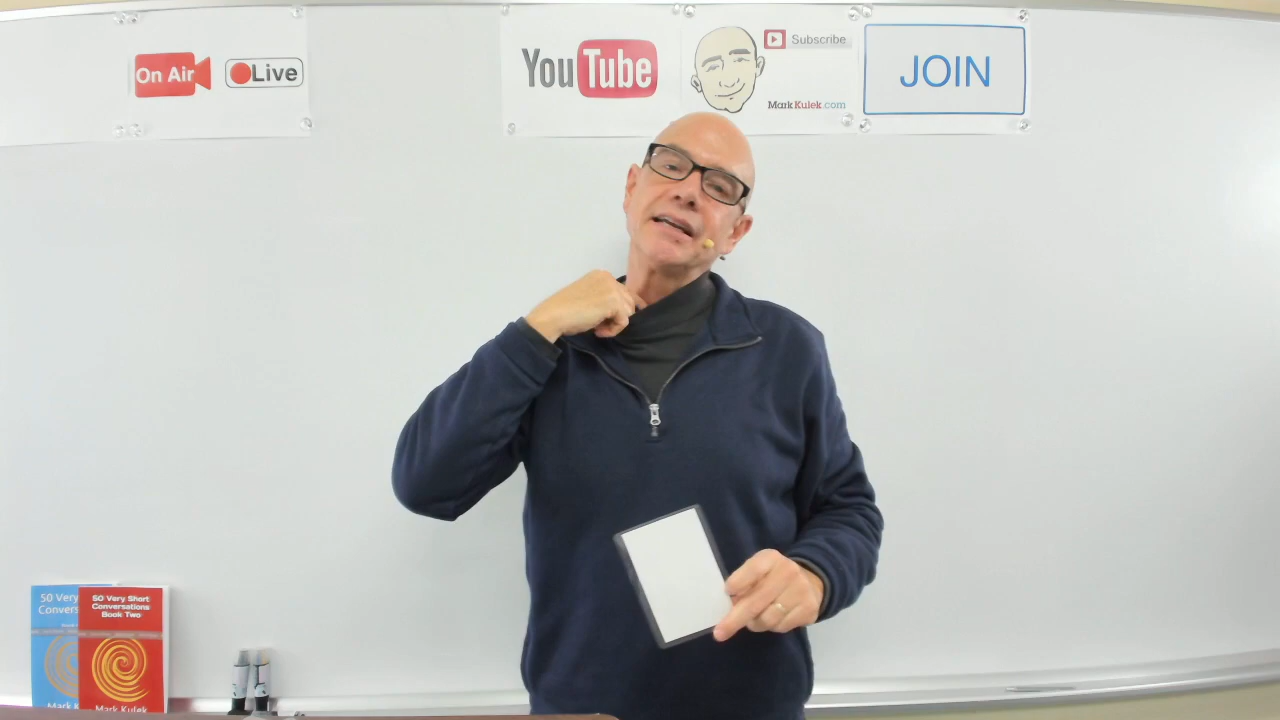 On Air
Live
YouTube
Subscribe
MarkKulek.com
JOIN
50 Very
Convers
50 Very Short
Conversations
Book Two
Mark K
Mark Kulek